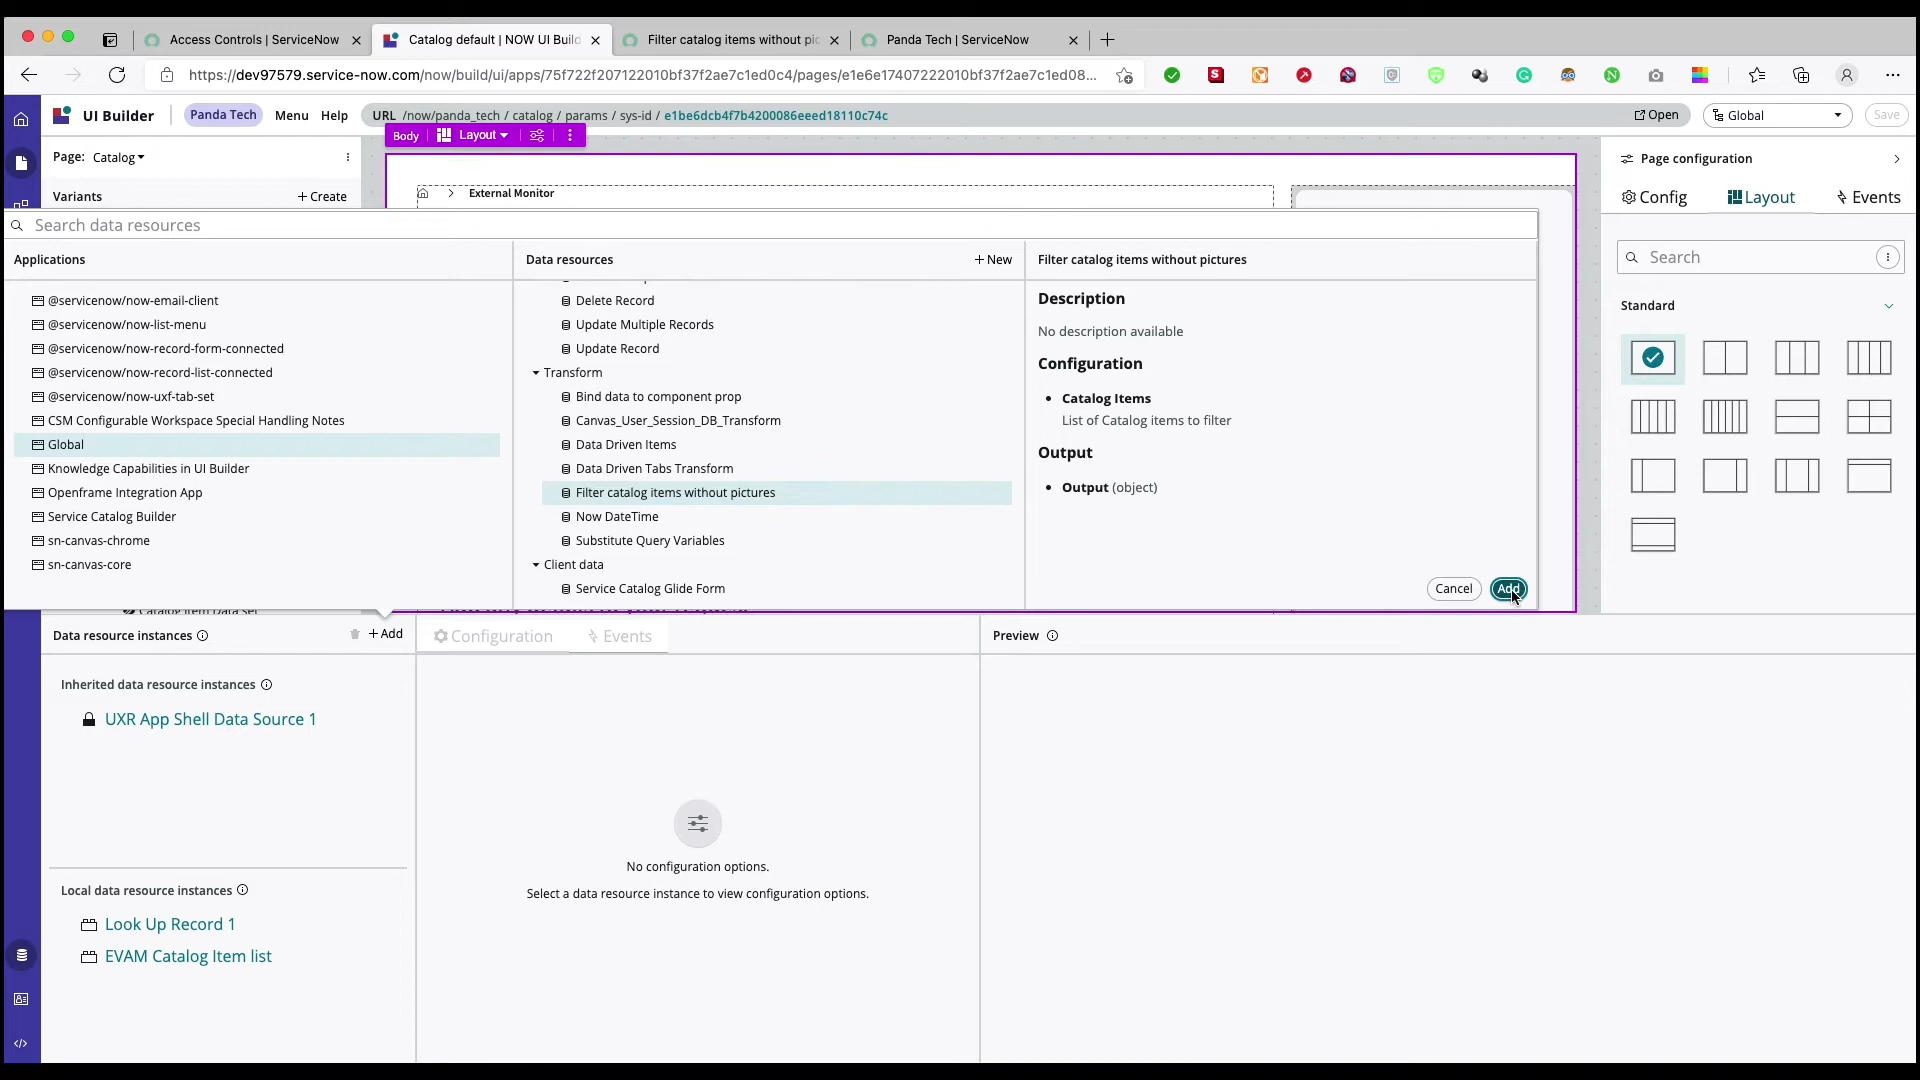 Access Controls | ServiceNow
Catalog default | NOW UI Build
Filter catalog items without pic
Panda Tech | ServiceNow
https://dev97579.service-now.com/now/build/ui/apps/75f722f207122010bf37f2ae7c1ed0c4/pages/e1e6e17407222010bf37f2ae7c1ed08...
UI Builder
Panda Tech
Menu
Help
URL /now/panda_tech / catalog / params / sys-id / e1be6dcb4f7b4200086eeed18110c74c
Open
Global
Save
Body
Layout
Page: Catalog
Page configuration
Variants
+ Create
External Monitor
Config
Layout
Events
Search data resources
Search
Applications
Data resources
+ New
Filter catalog items without pictures
@servicenow/now-email-client
@servicenow/now-list-menu
@servicenow/now-record-form-connected
@servicenow/now-record-list-connected
@servicenow/now-uxf-tab-set
CSM Configurable Workspace Special Handling Notes
Global
Knowledge Capabilities in UI Builder
Openframe Integration App
Service Catalog Builder
sn-canvas-chrome
sn-canvas-core
Delete Record
Update Multiple Records
Update Record
Transform
Bind data to component prop
Canvas_User_Session_DB_Transform
Data Driven Items
Data Driven Tabs Transform
Filter catalog items without pictures
Now DateTime
Substitute Query Variables
Client data
Service Catalog Glide Form
Description
No description available
Configuration
• Catalog Items
List of Catalog items to filter
Output
• Output (object)
Cancel
Add
Standard
Catalog Item Data Set
Data resource instances
+ Add
Configuration
Events
Preview
Inherited data resource instances
UXR App Shell Data Source 1
No configuration options.
Select a data resource instance to view configuration options.
Local data resource instances
Look Up Record 1
EVAM Catalog Item list